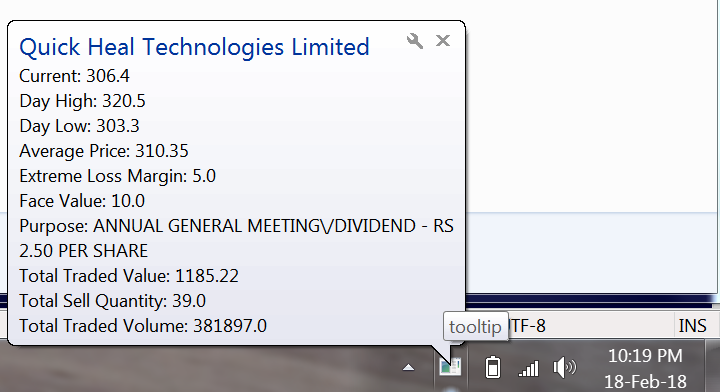 Quick Heal Technologies Limited
Current: 306.4
Day High: 320.5
Day Low: 303.3
Average Price: 310.35
Extreme Loss Margin: 5.0
Face Value: 10.0
Purpose: ANNUAL GENERAL MEETING\/DIVIDEND - RS
2.50 PER SHARE
Total Traded Value: 1185.22
Total Sell Quantity: 39.0
Total Traded Volume: 381897.0
tooltip
TF-8
INS
10:19 PM
18-Feb-18